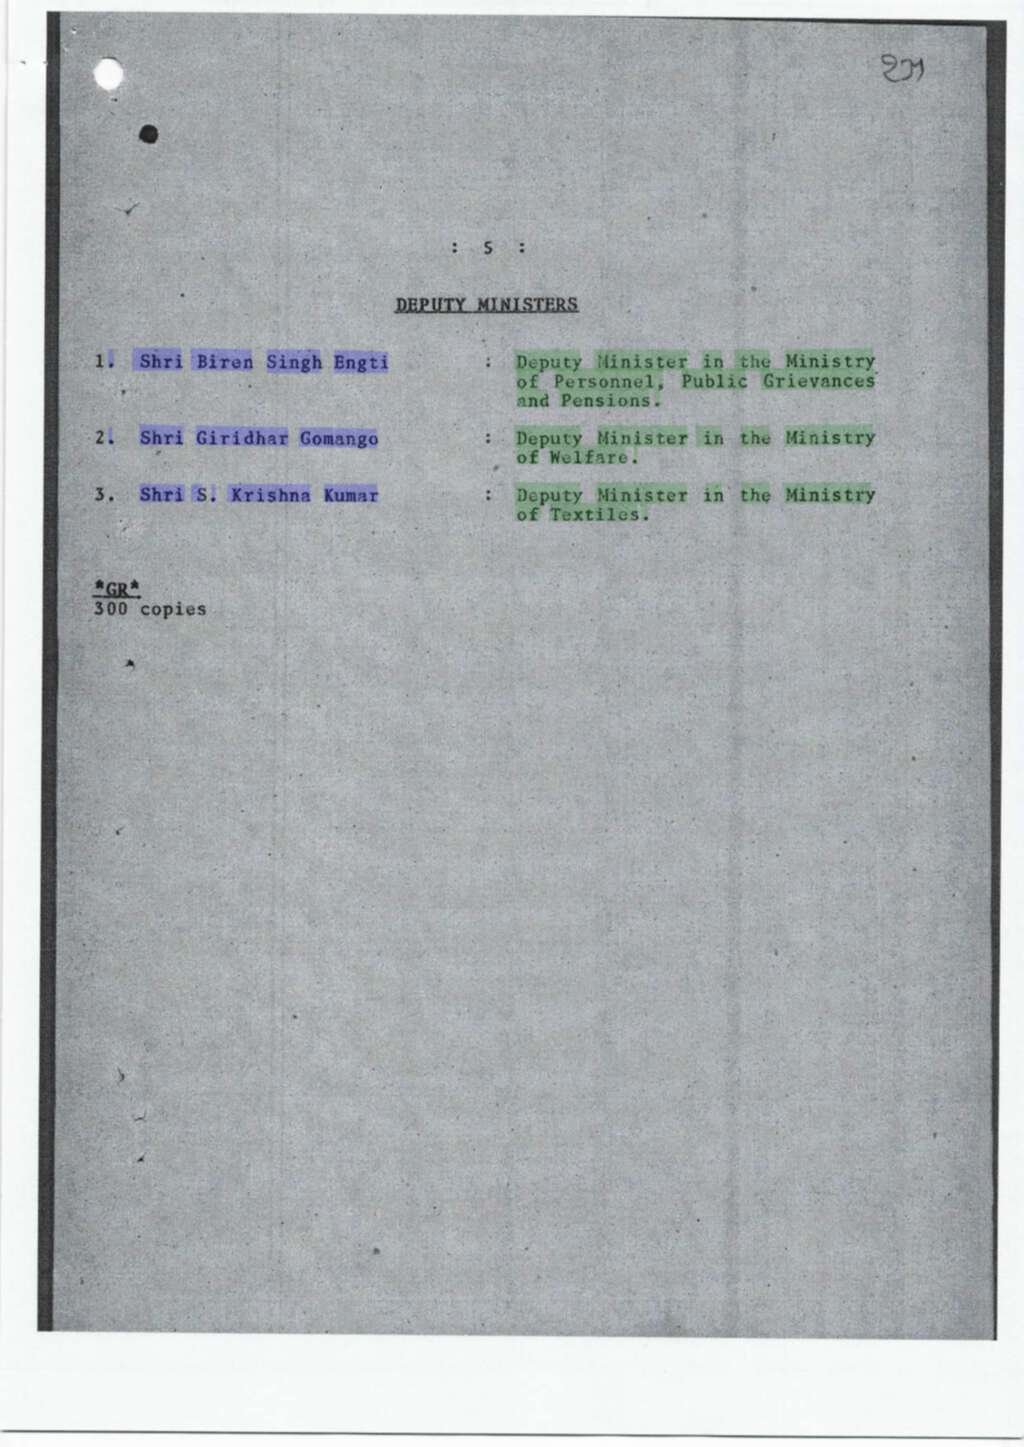 : 5 :
DEPUTY MINISTERS
1. Shri Biren Singh Engti : Deputy Minister in the Ministry
of Personnel, Public Grievances
and Pensions.
2. Shri Giridhar Gomango : Deputy Minister in the Ministry
of Welfare.
3. Shri S. Krishna Kumar : Deputy Minister in the Ministry
of Textiles.
*GR*
300 copies